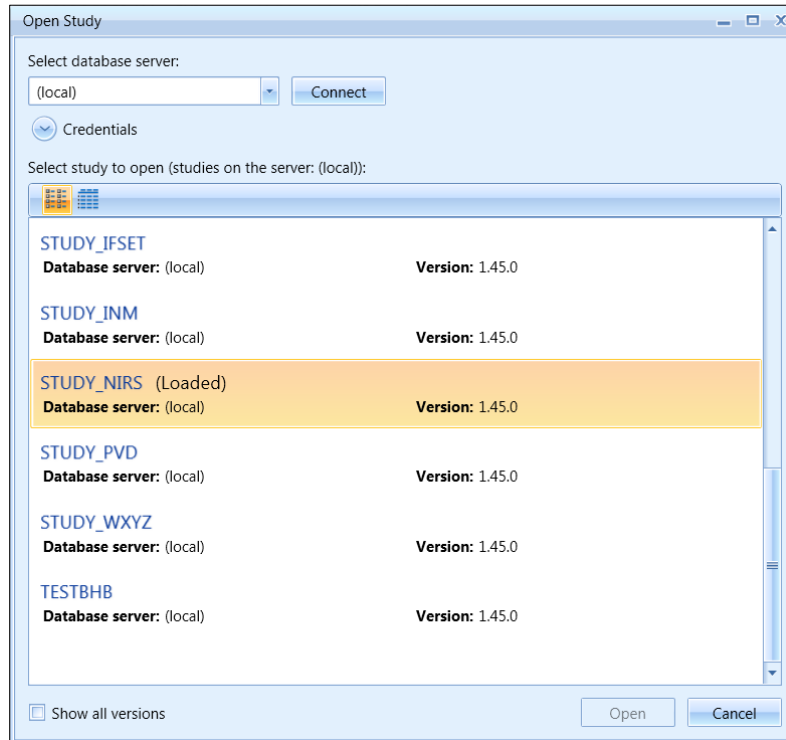 Open Study
Select database server:
(local) Connect
Credentials
Select study to open (studies on the server: (local)):
STUDY_IFSET
Database server: (local) Version: 1.45.0
STUDY_INM
Database server: (local) Version: 1.45.0
STUDY_NIRS (Loaded)
Database server: (local) Version: 1.45.0
STUDY_PVD
Database server: (local) Version: 1.45.0
STUDY_WXYZ
Database server: (local) Version: 1.45.0
TESTBHB
Database server: (local) Version: 1.45.0
Show all versions Open Cancel